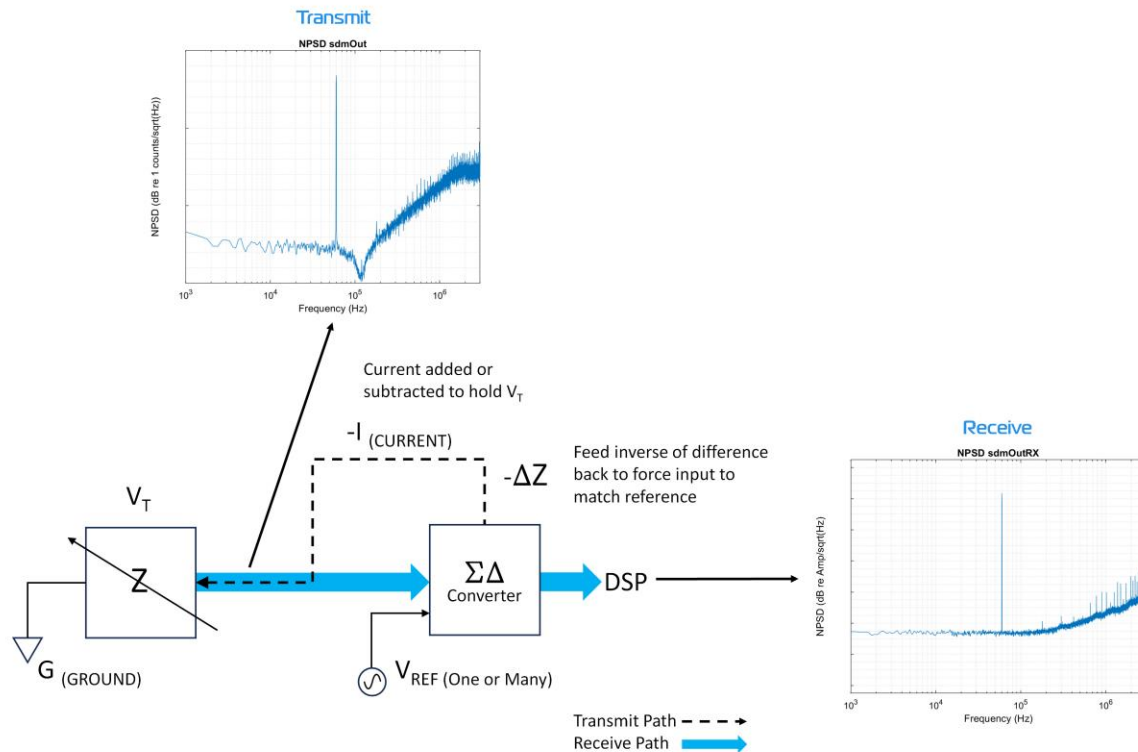 Transmit
NPSD sdmOut
NPSD (dB re 1 counts/sqrt(Hz))
10³ 10⁴ 10⁵ 10⁶
Frequency (Hz)
Current added or
subtracted to hold V_T
-I (CURRENT)
-ΔZ
Feed inverse of difference
back to force input to
match reference
V_T
Z
G (GROUND)
ΣΔ
Converter
DSP
V_REF (One or Many)
Transmit Path
Receive Path
Receive
NPSD sdmOutRX
NPSD (dB re Amp/sqrt(Hz)
10³ 10⁴ 10⁵ 10⁶
Frequency (Hz)